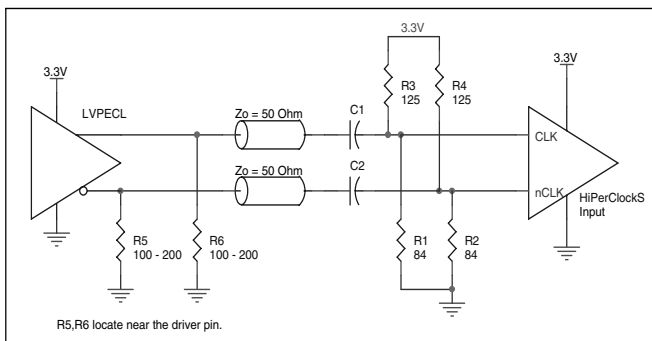 3.3V
3.3V
3.3V
LVPECL
R3
125
R4
125
Zo = 50 Ohm
C1
CLK
Zo = 50 Ohm
C2
nCLK
HiPerClockS
Input
R5
100 - 200
R6
100 - 200
R1
84
R2
84
R5,R6 locate near the driver pin.